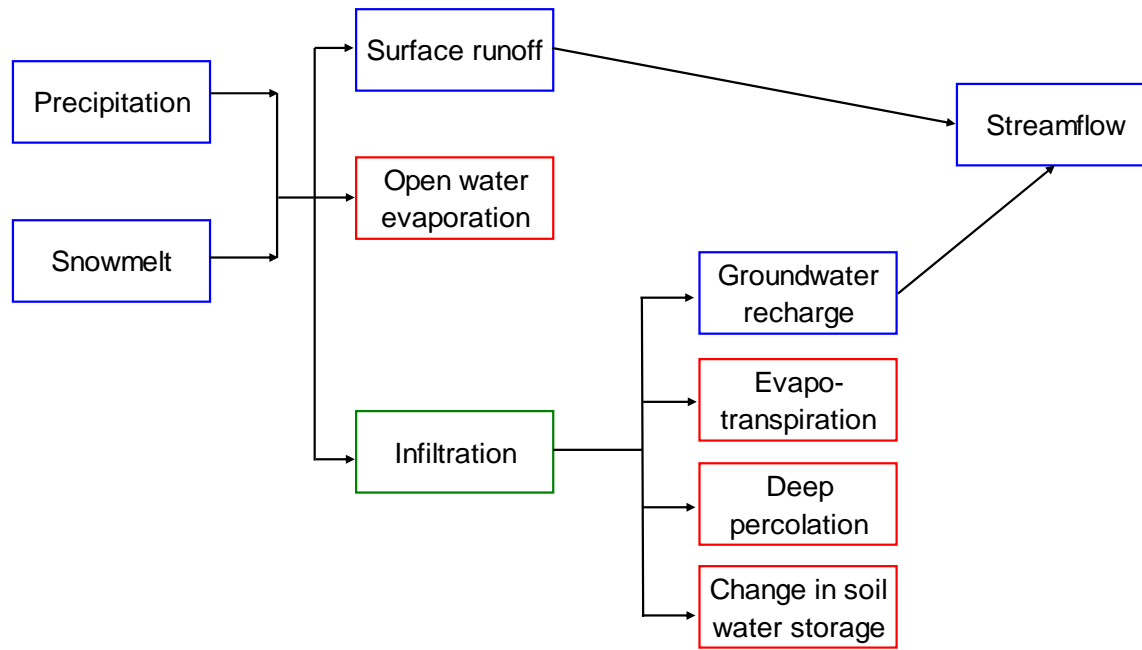 Surface runoff
Precipitation
Streamflow
Open water
evaporation
Snowmelt
Groundwater
recharge
Evapo-
transpiration
Infiltration
Deep
percolation
Change in soil
water storage